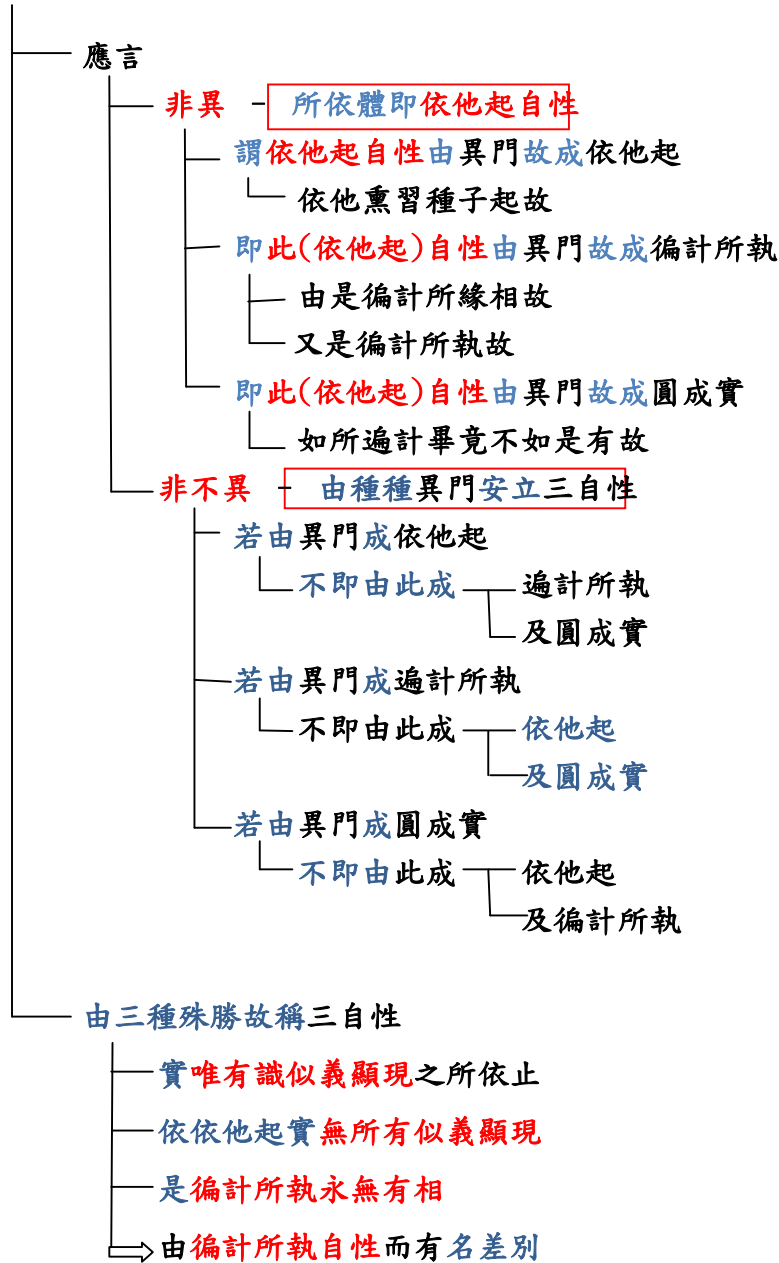 應言
非異 - 所依體即依他起自性
謂依他起自性由異門故成依他起
依他熏習種子起故
即此(依他起)自性由異門故成徧計所執
由是徧計所緣相故
又是徧計所執故
即此(依他起)自性由異門故成圓成實
如所遍計畢竟不如是有故
非不異 - 由種種異門安立三自性
若由異門成依他起
不即由此成 遍計所執
及圓成實
若由異門成遍計所執
不即由此成 依他起
及圓成實
若由異門成圓成實
不即由此成 依他起
及徧計所執
由三種殊勝故稱三自性
實唯有識似義顯現之所依止
依依他起實無所有似義顯現
是徧計所執永無有相
由徧計所執自性而有名差別